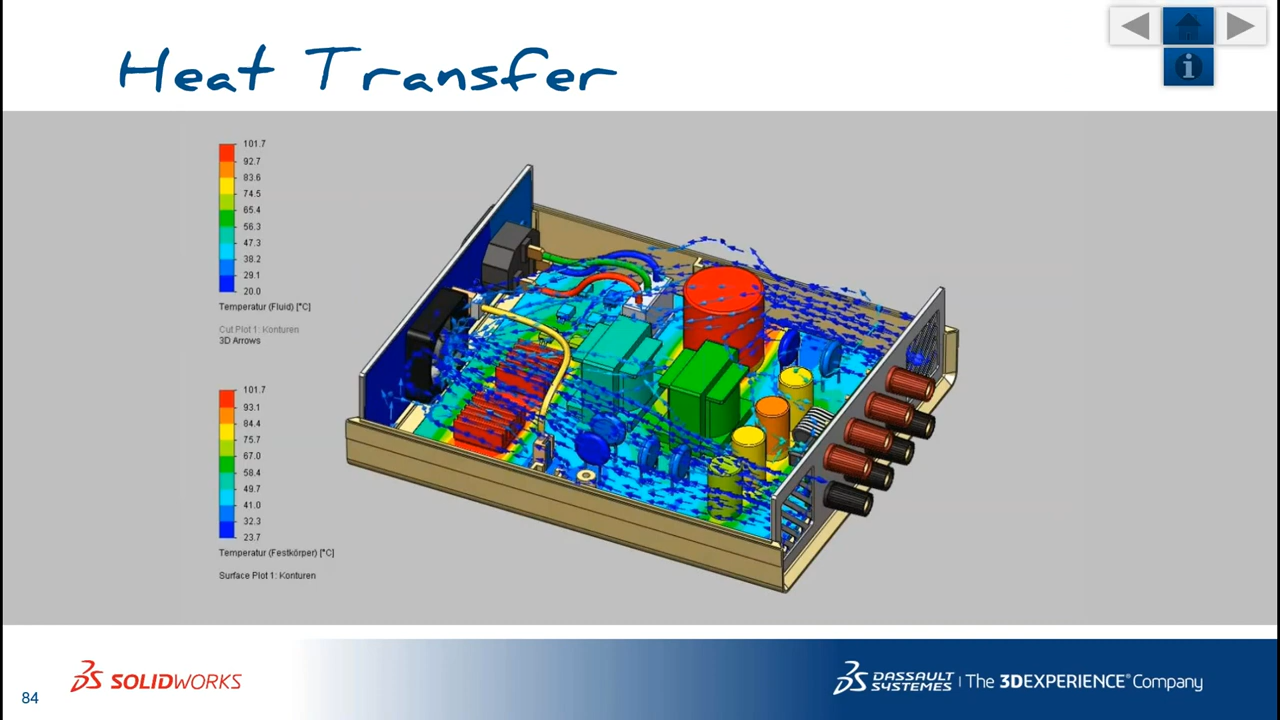 Heat Transfer
101.7
92.7
83.6
74.5
65.4
56.3
47.3
38.2
29.1
20.0
Temperatur (Fluid) [°C]
Cut Plot 1: Konturen
3D Arrows
101.7
93.1
84.4
75.7
67.0
58.4
49.7
41.0
32.3
23.7
Temperatur (Festkörper) [°C]
Surface Plot 1: Konturen
84
SOLIDWORKS
DASSAULT SYSTEMES | The 3DEXPERIENCE® Company